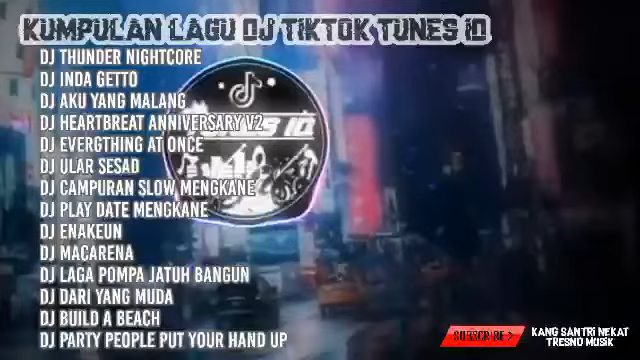 KUMPULAN LAGU DJ TIKTOK TUNES ID
DJ THUNDER NIGHTCORE
DJ INDA GETTO
DJ AKU YANG MALANG
DJ HEARTBREAT ANNIVERSARY V2
DJ EVERGTHING AT ONCE
DJ ULAR SESAD
DJ CAMPURAN SLOW MENGKANE
DJ PLAY DATE MENGKANE
DJ ENAKEUN
DJ MACARENA
DJ LAGA POMPA JATUH BANGUN
DJ DARI YANG MUDA
DJ BUILD A BEACH
DJ PARTY PEOPLE PUT YOUR HAND UP
TUNES ID
SUBSCRIBE
KANG SANTRI NEKAT
TRESNO MUSIK